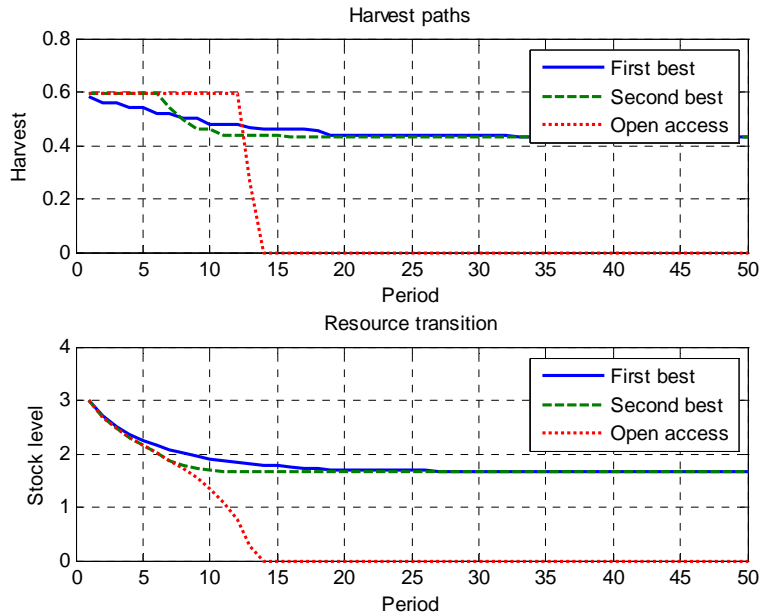 Harvest paths
0.8
0.6
0.4
0.2
0
Harvest
First best
Second best
Open access
0 5 10 15 20 25 30 35 40 45 50
Period
Resource transition
4
3
2
1
0
Stock level
First best
Second best
Open access
0 5 10 15 20 25 30 35 40 45 50
Period